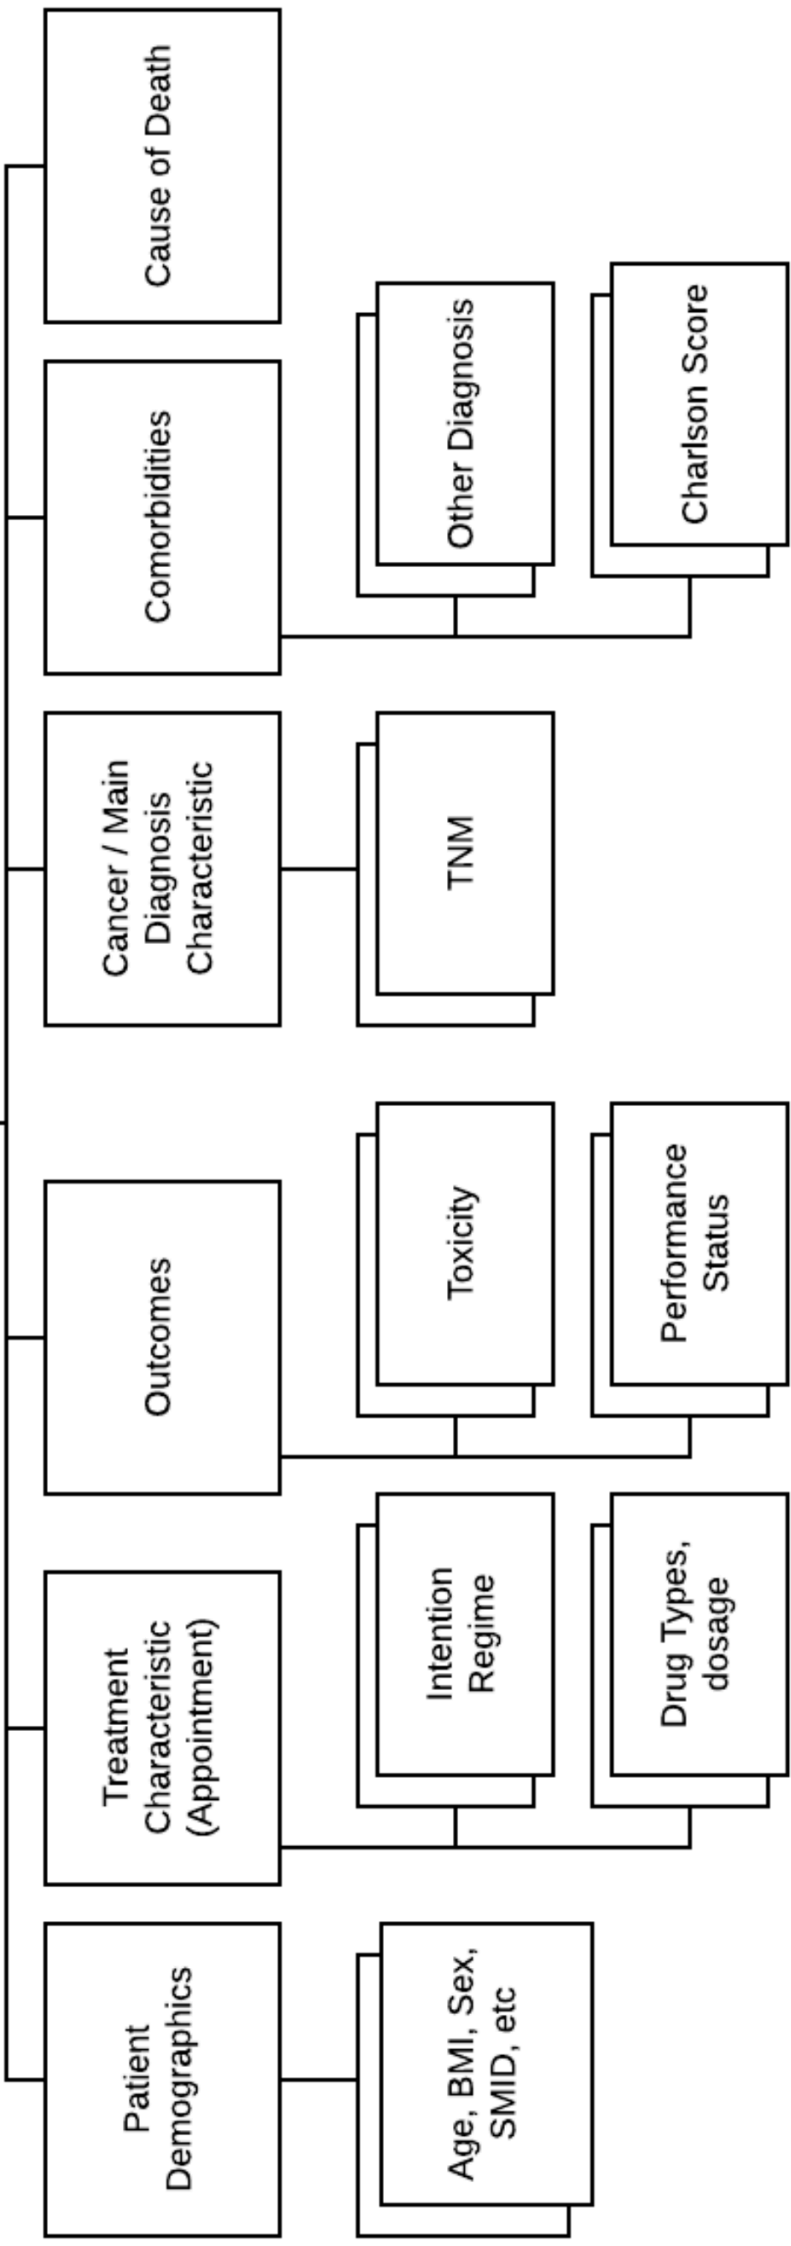 Patient
Demographics
Age, BMI, Sex,
SMID, etc
Treatment
Characteristic
(Appointment)
Intention
Regime
Drug Types,
dosage
Outcomes
Toxicity
Performance
Status
Cancer / Main
Diagnosis
Characteristic
TNM
Comorbidities
Other Diagnosis
Charlson Score
Cause of Death